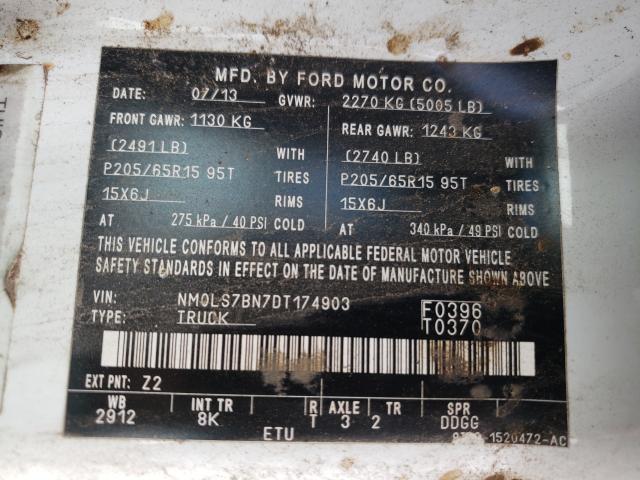 MFD. BY FORD MOTOR CO.
DATE: 07/13 GVWR: 2270 KG (5005 LB)
FRONT GAWR: 1130 KG REAR GAWR: 1243 KG
(2491 LB) WITH (2740 LB) WITH
P205/65R15 95T TIRES P205/65R15 95T TIRES
15X6J RIMS 15X6J RIMS
AT 275 kPa / 40 PSI COLD AT 340 kPa / 49 PSI COLD
THIS VEHICLE CONFORMS TO ALL APPLICABLE FEDERAL MOTOR VEHICLE
SAFETY STANDARDS IN EFFECT ON THE DATE OF MANUFACTURE SHOWN ABOVE
VIN: NM0LS7BN7DT174903 F0396
TYPE: TRUCK T0370
EXT PNT: Z2
WB INT TR R AXLE TR SPR
2912 8K T 3 2 DDGG
ETU 1520472-AC